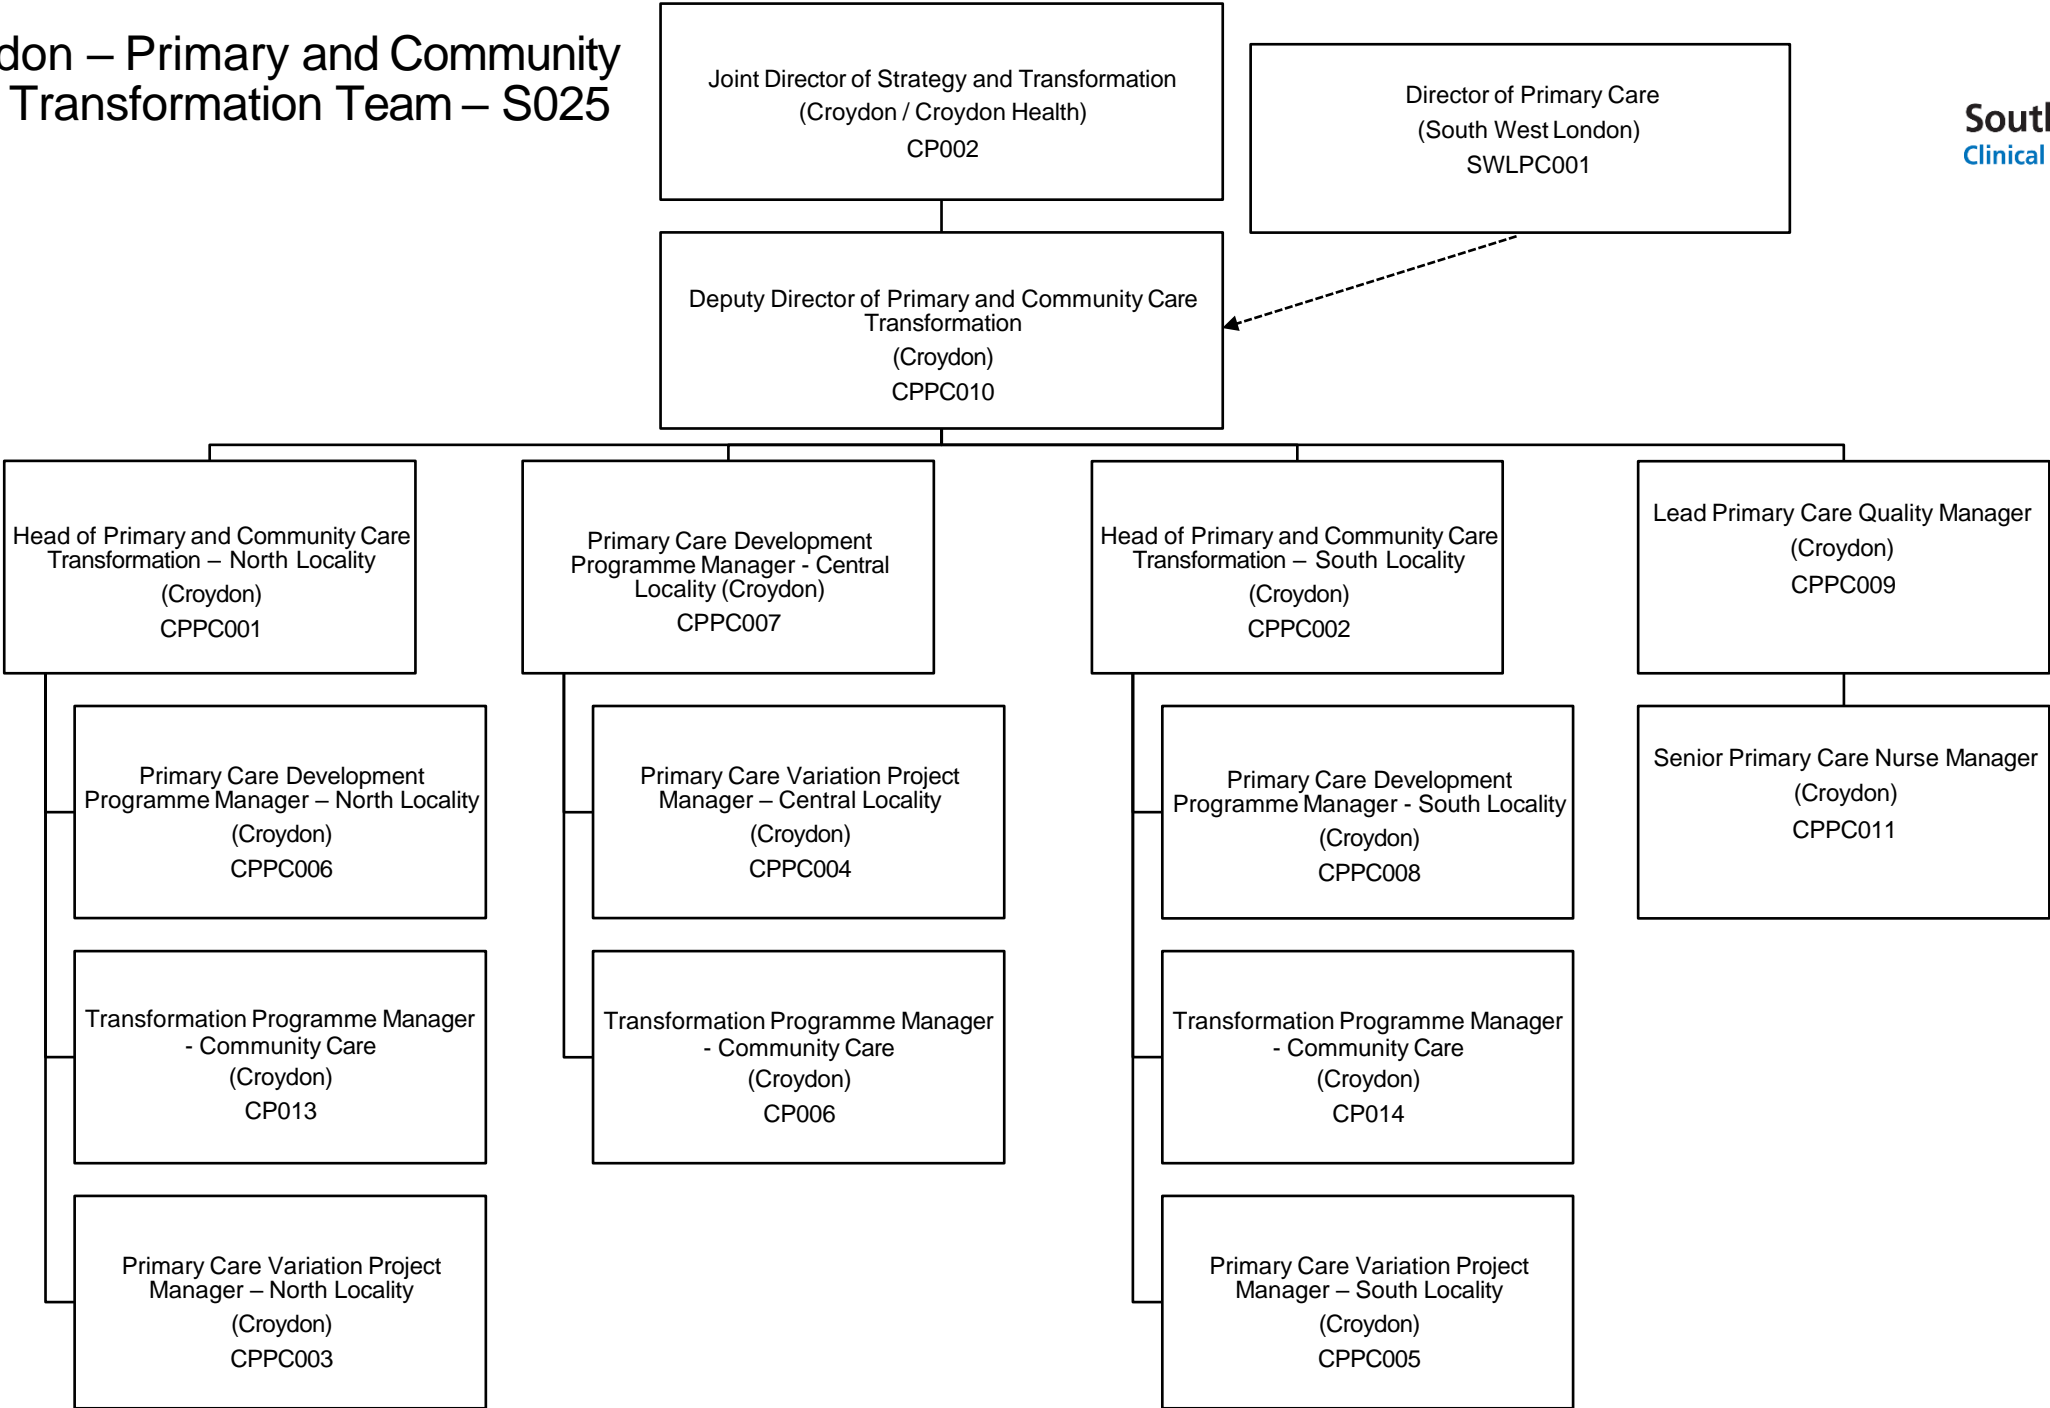 don – Primary and Community
Transformation Team – S025
Joint Director of Strategy and Transformation
(Croydon / Croydon Health)
CP002
Director of Primary Care
(South West London)
SWLPC001
Clinical
Deputy Director of Primary and Community Care
Transformation
(Croydon)
CPPC010
Head of Primary and Community Care
Transformation – North Locality
(Croydon)
CPPC001
Primary Care Development
Programme Manager - Central
Locality (Croydon)
CPPC007
Head of Primary and Community Care
Transformation – South Locality
(Croydon)
CPPC002
Lead Primary Care Quality Manager
(Croydon)
CPPC009
Primary Care Development
Programme Manager – North Locality
(Croydon)
CPPC006
Primary Care Variation Project
Manager – Central Locality
(Croydon)
CPPC004
Primary Care Development
Programme Manager - South Locality
(Croydon)
CPPC008
Senior Primary Care Nurse Manager
(Croydon)
CPPC011
Transformation Programme Manager
- Community Care
(Croydon)
CP013
Transformation Programme Manager
- Community Care
(Croydon)
CP006
Transformation Programme Manager
- Community Care
(Croydon)
CP014
Primary Care Variation Project
Manager – North Locality
(Croydon)
CPPC003
Primary Care Variation Project
Manager – South Locality
(Croydon)
CPPC005